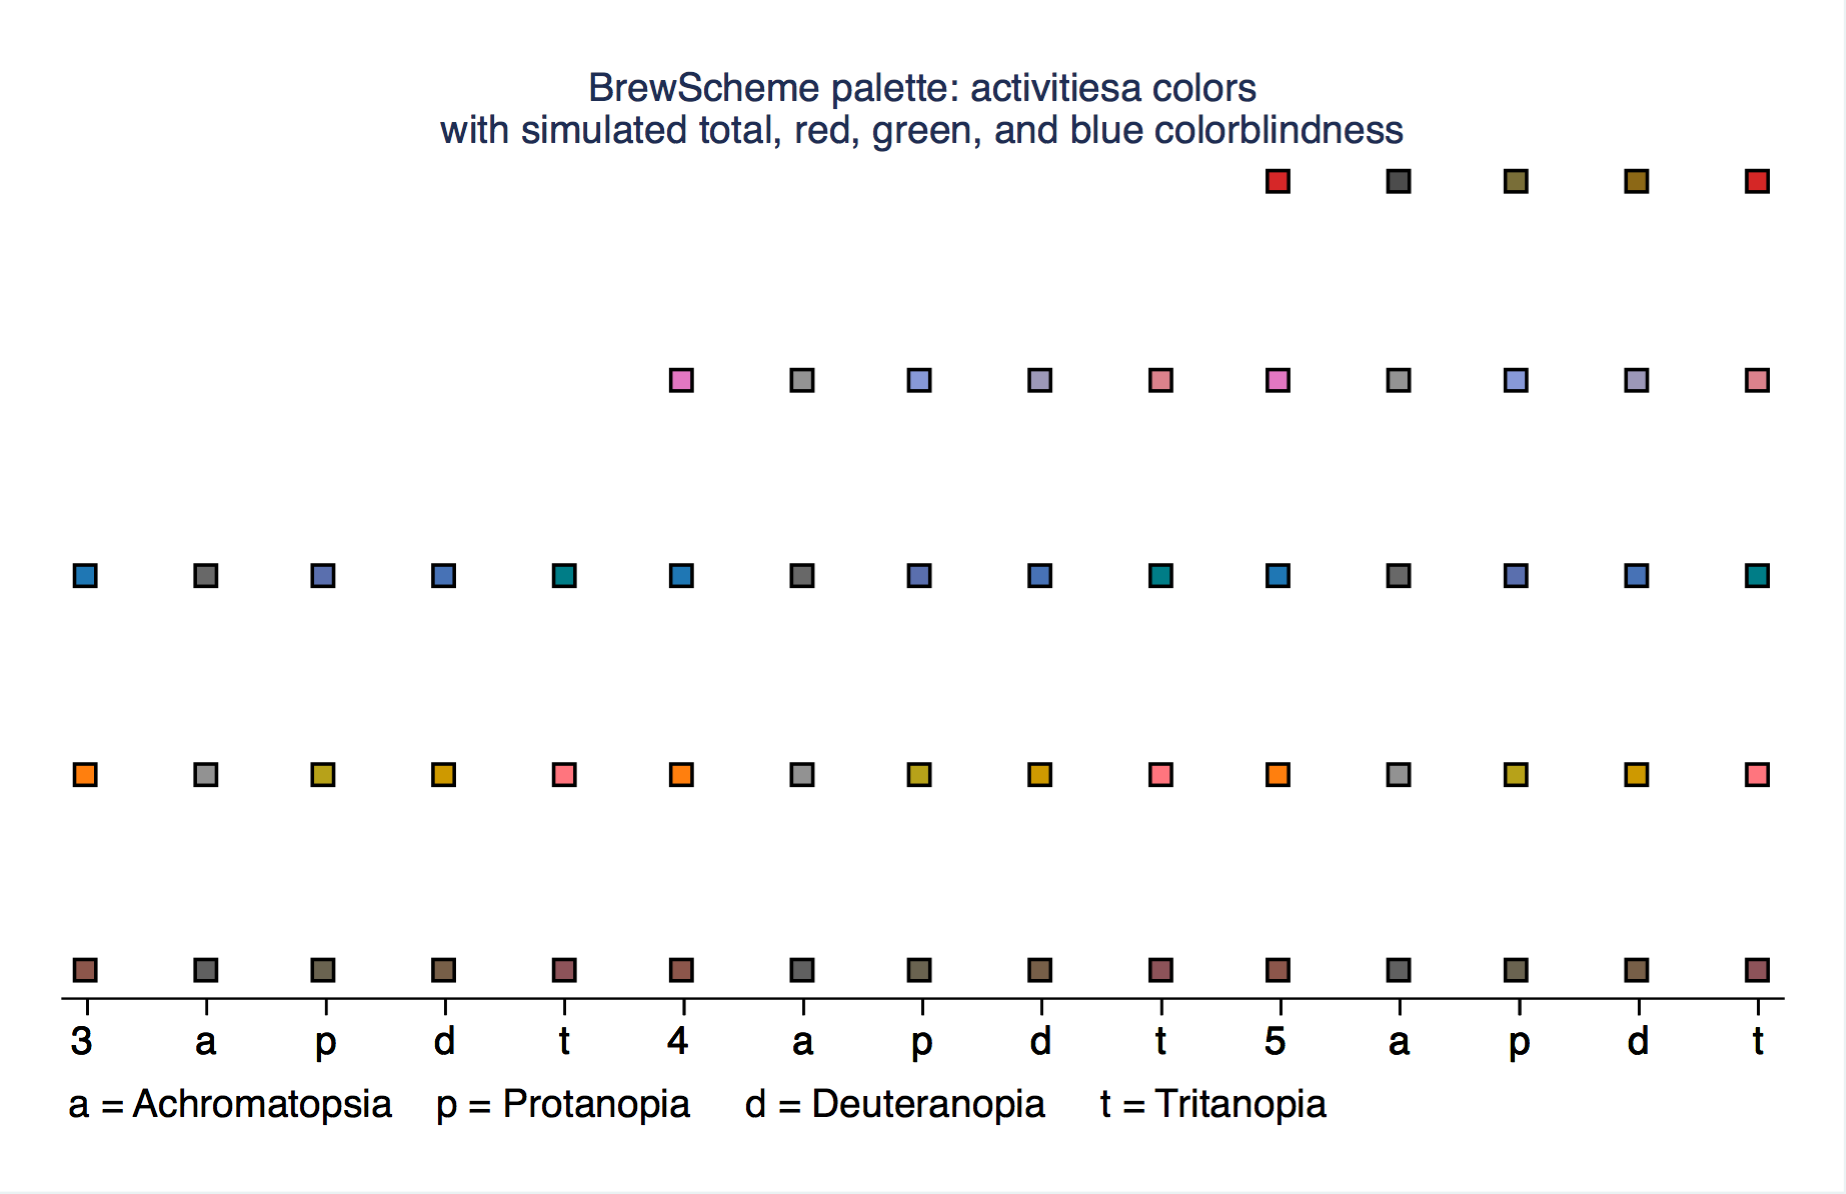 BrewScheme palette: activitiesa colors
with simulated total, red, green, and blue colorblindness
3 a p d t 4 a p d t 5 a p d t
a = Achromatopsia p = Protanopia d = Deuteranopia t = Tritanopia